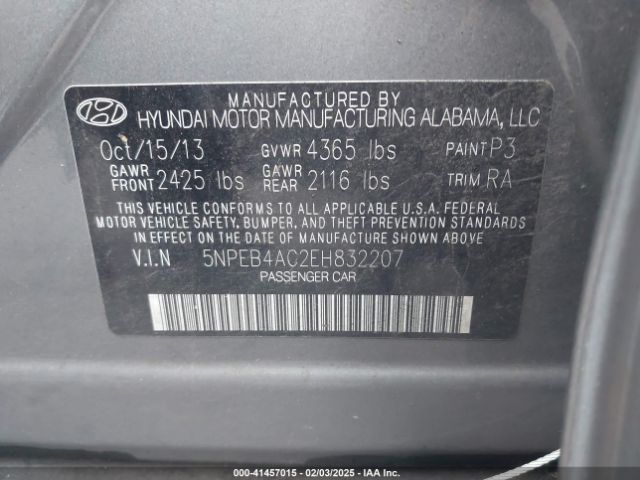 MANUFACTURED BY
HYUNDAI MOTOR MANUFACTURING ALABAMA, LLC
Oct/15/13 GVWR 4365 lbs PAINT P3
GAWR FRONT 2425 lbs GAWR REAR 2116 lbs TRIM RA
THIS VEHICLE CONFORMS TO ALL APPLICABLE U.S.A. FEDERAL
MOTOR VEHICLE SAFETY, BUMPER, AND THEFT PREVENTION STANDARDS
IN EFFECT ON THE DATE OF MANUFACTURE SHOWN ABOVE.
V.I.N 5NPEB4AC2EH832207
PASSENGER CAR
© 41457015 - 02/03/2025 - IAA, Inc.